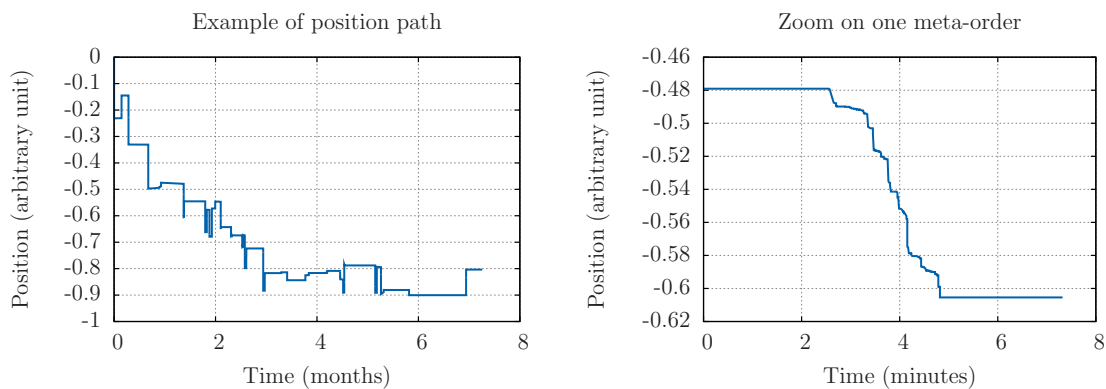 Example of position path
Position (arbitrary unit)
0
-0.1
-0.2
-0.3
-0.4
-0.5
-0.6
-0.7
-0.8
-0.9
-1
0 2 4 6 8
Time (months)
Zoom on one meta-order
Position (arbitrary unit)
-0.46
-0.48
-0.5
-0.52
-0.54
-0.56
-0.58
-0.6
-0.62
0 2 4 6 8
Time (minutes)